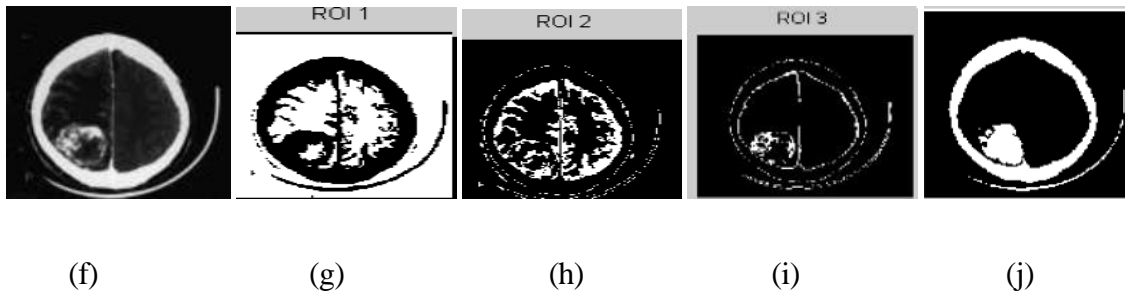 ROI 1
ROI 2
ROI 3
(f)
(g)
(h)
(i)
(j)